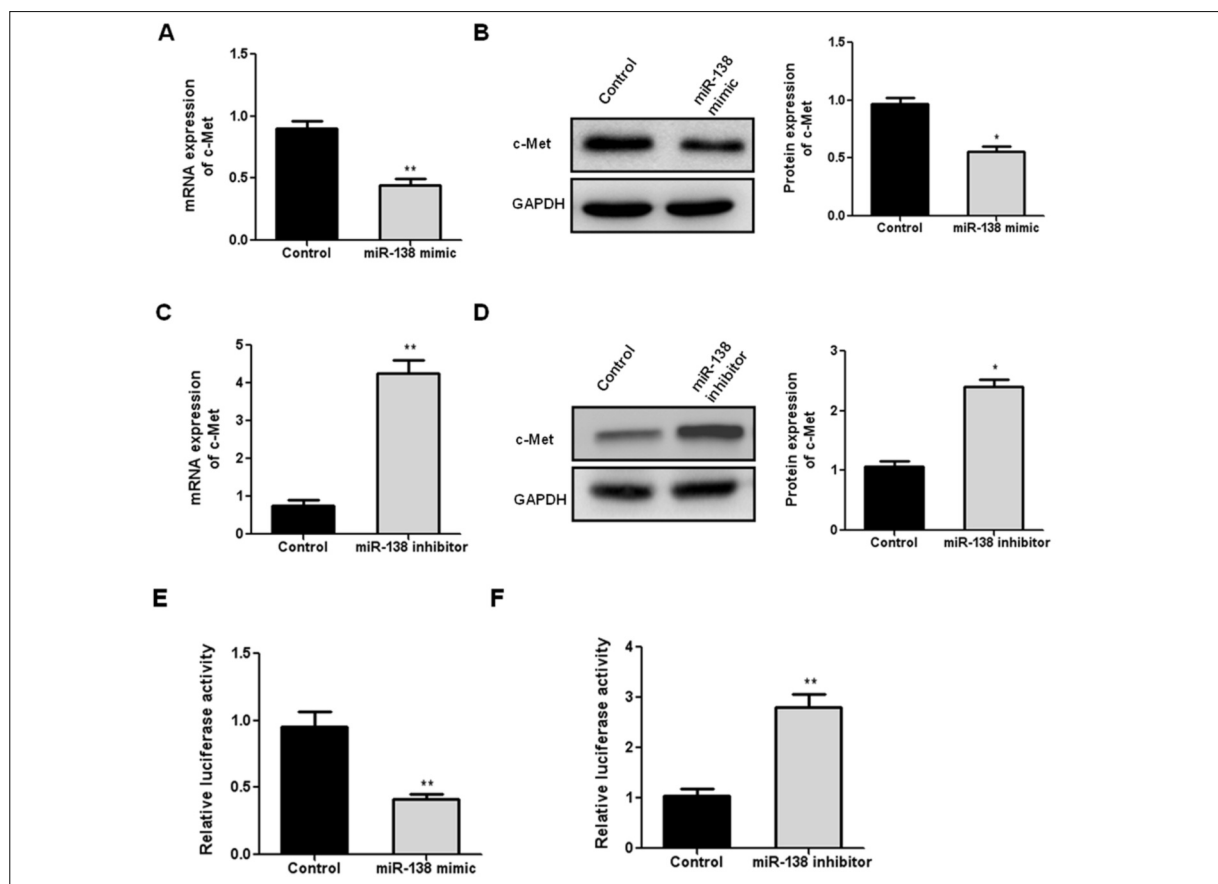 A
mRNA expression
of c-Met
1.5
1.0
0.5
0.0
**
Control
miR-138 mimic
B
Control
miR-138
mimic
c-Met
GAPDH
Protein expression
of c-Met
1.5
1.0
0.5
0.0
*
Control
miR-138 mimic
C
mRNA expression
of c-Met
5
4
3
2
1
0
**
Control
miR-138 inhibitor
D
Control
miR-138
inhibitor
c-Met
GAPDH
Protein expression
of c-Met
3
2
1
0
*
Control
miR-138 inhibitor
E
Relative luciferase activity
1.5
1.0
0.5
0.0
**
Control
miR-138 mimic
F
Relative luciferase activity
4
3
2
1
0
**
Control
miR-138 inhibitor